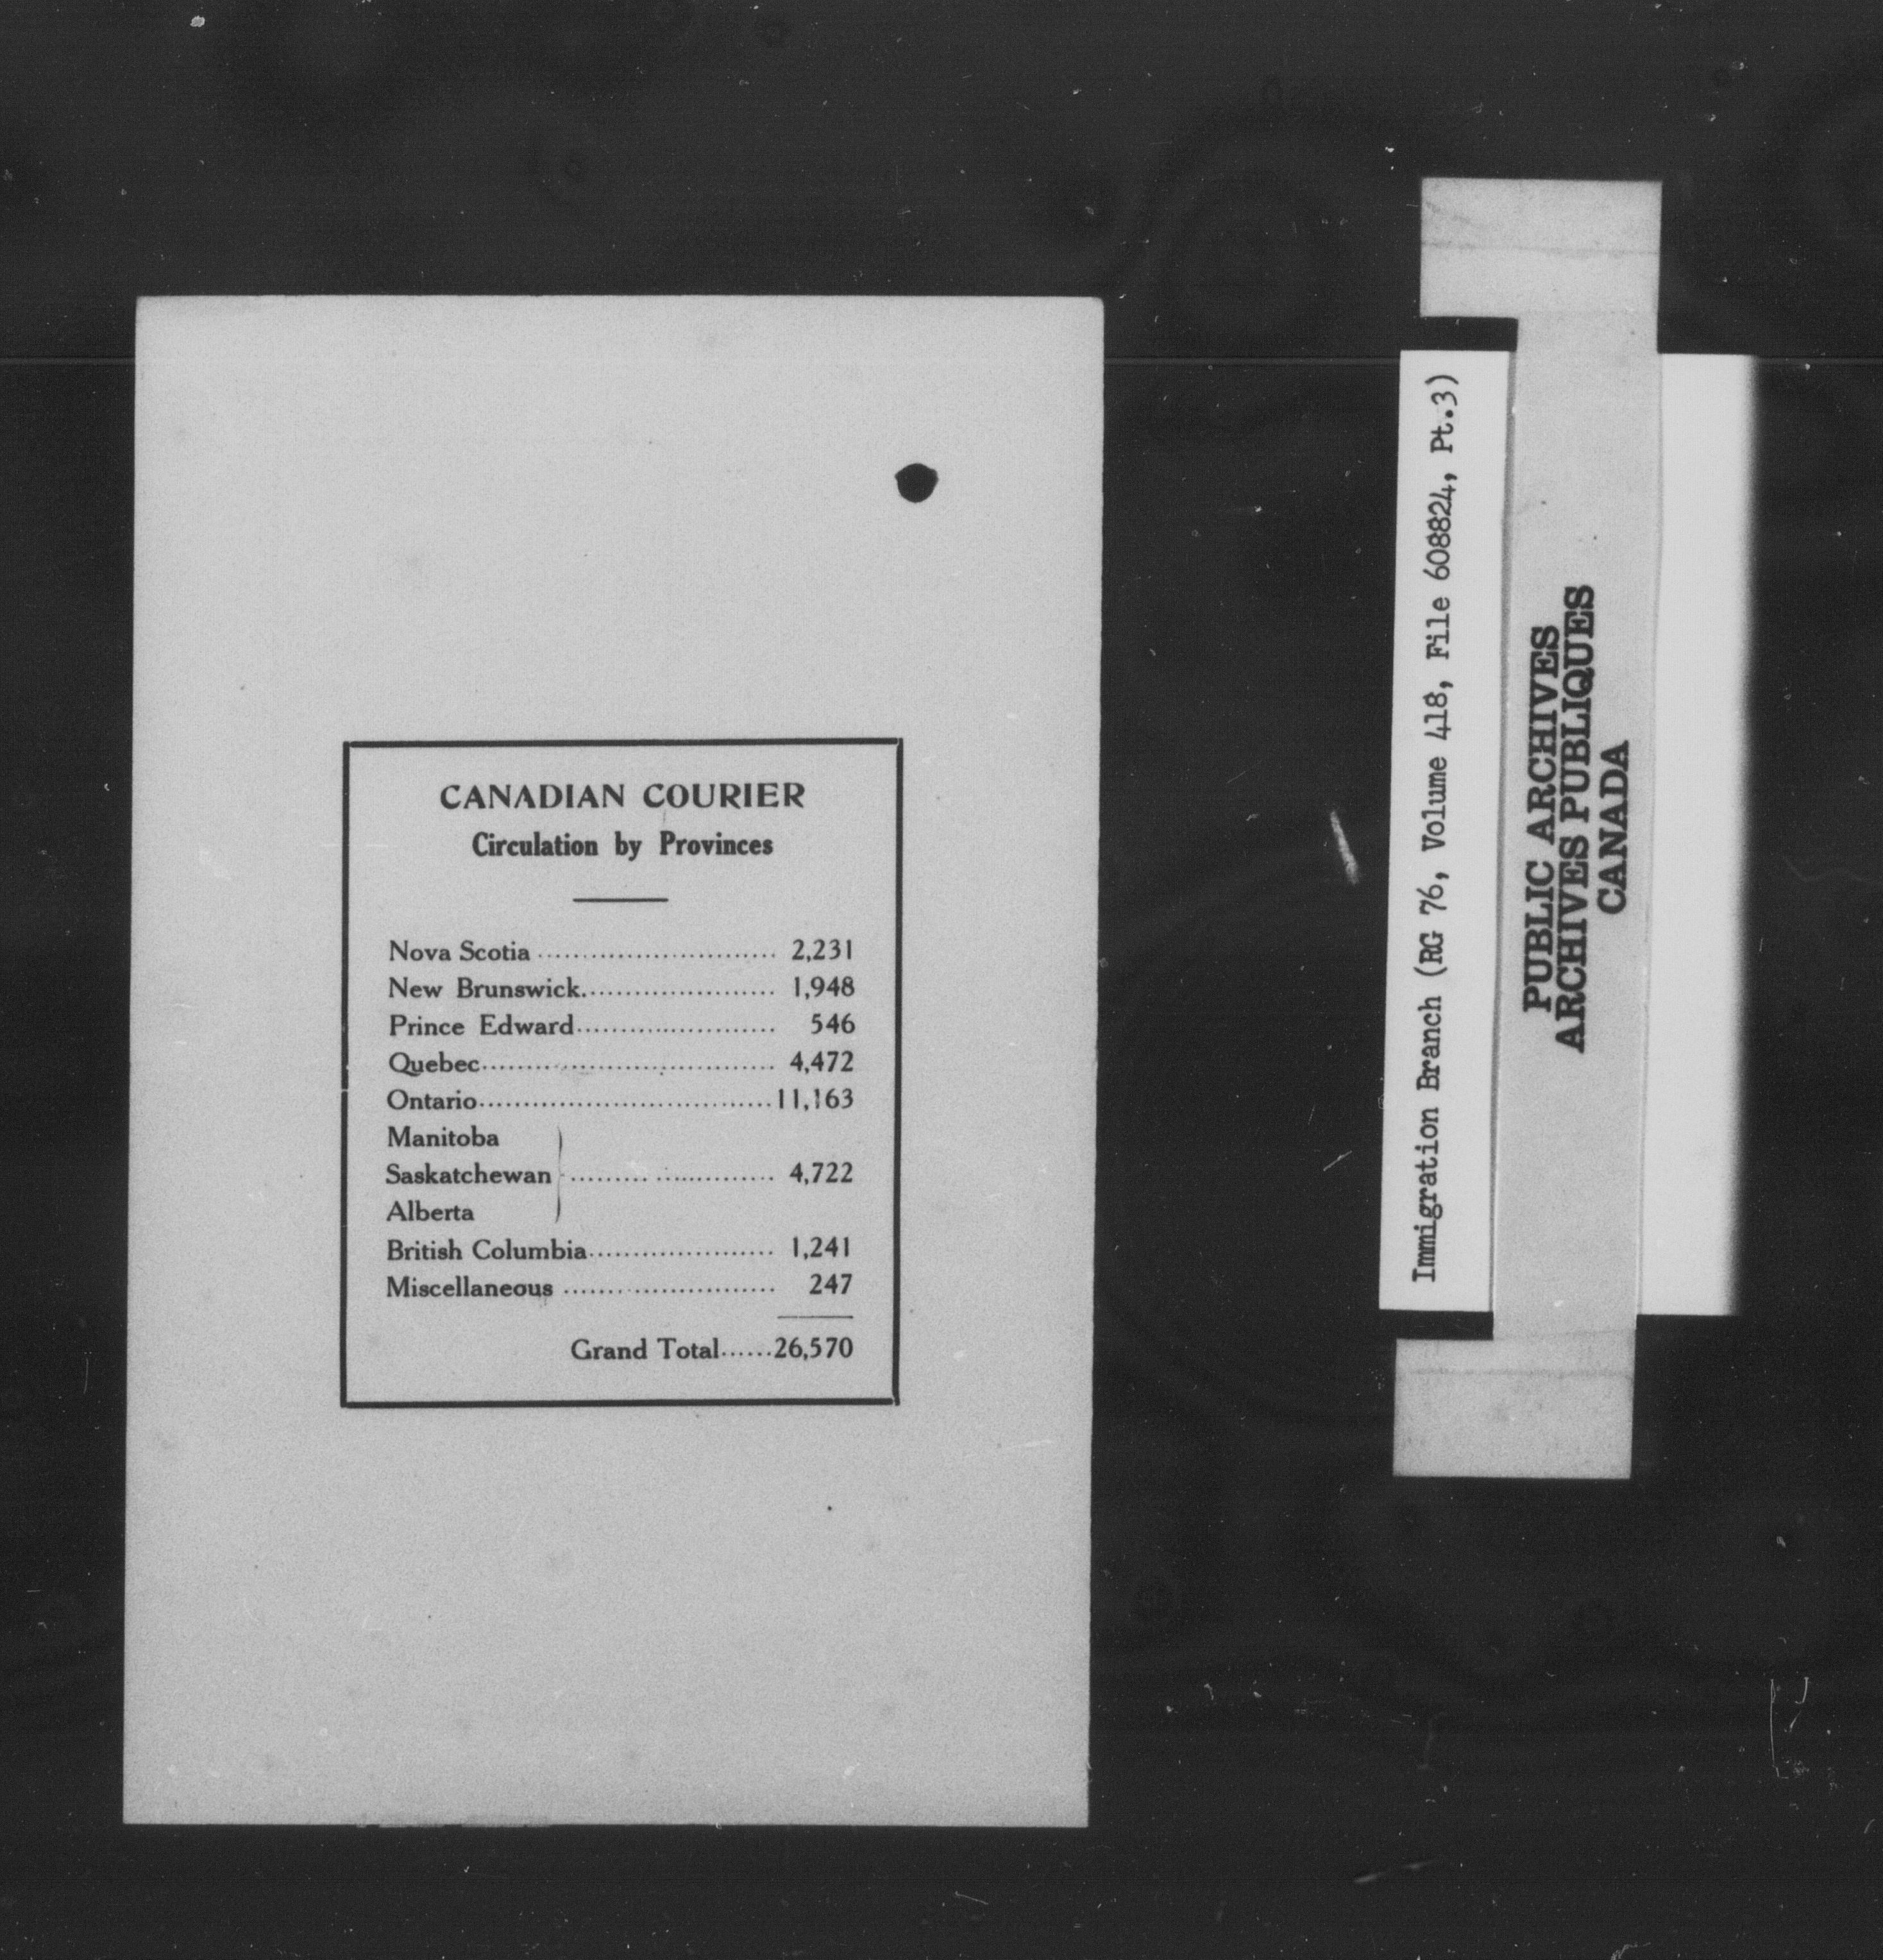 CANADIAN COURIER
Circulation by Provinces
Nova Scotia .......................... 2,231
New Brunswick...................... 1,948
Prince Edward....................... 546
Quebec.................................. 4,472
Ontario..................................11,163
Manitoba
Saskatchewan ....................... 4,722
Alberta
British Columbia..................... 1,241
Miscellaneous ........................ 247
Grand Total......26,570
Immigration Branch (RG 76, Volume 418, File 608824, Pt.3)
PUBLIC ARCHIVES
ARCHIVES PUBLIQUES
CANADA